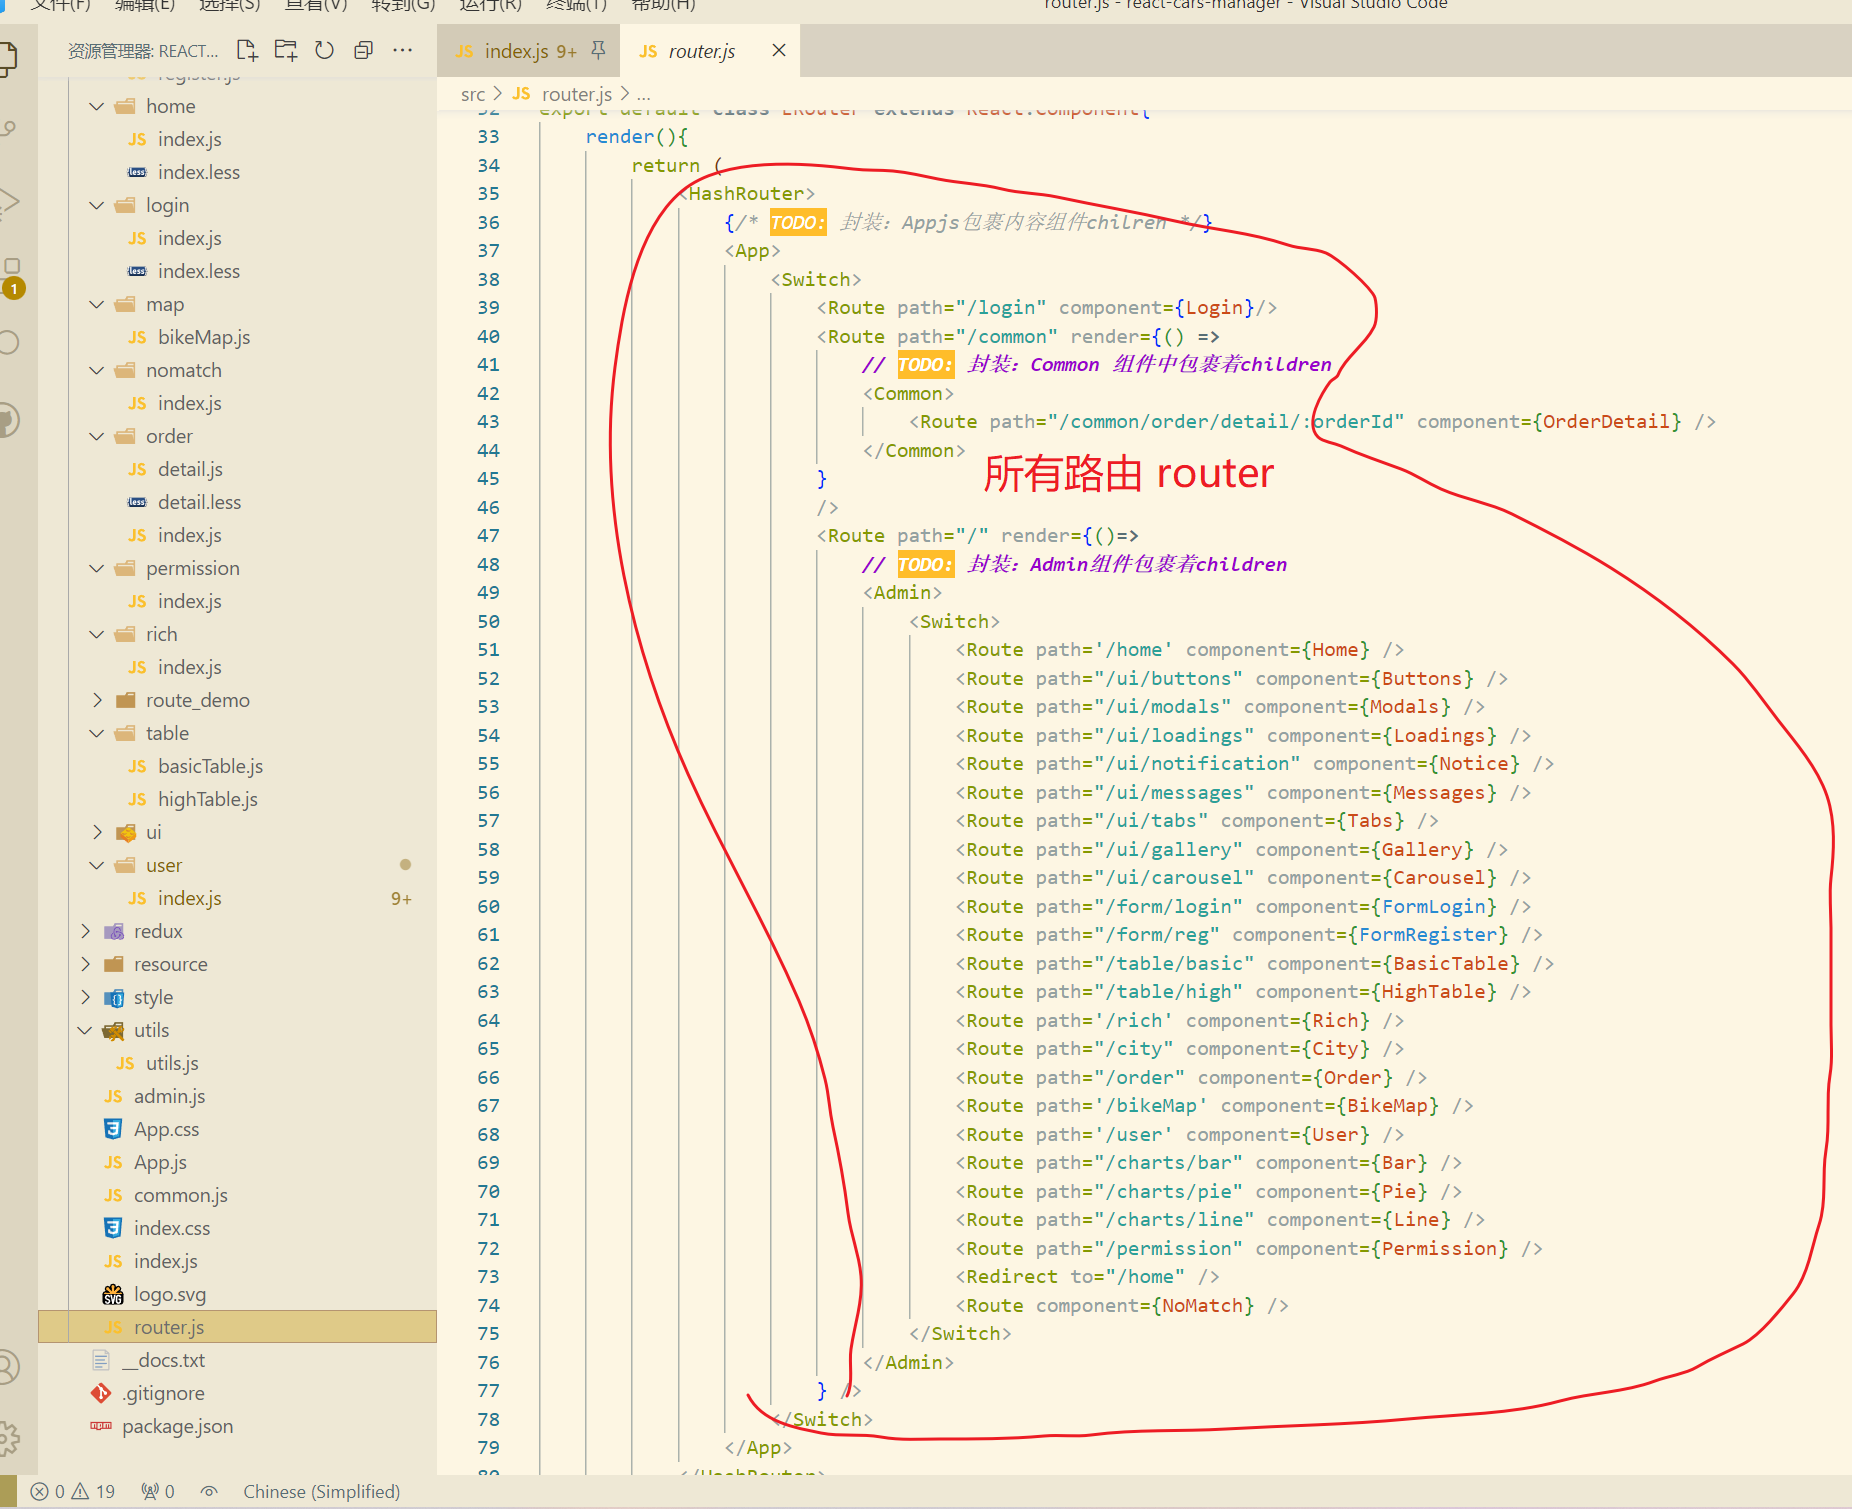 文件(F) 编辑(E) 选择(S) 查看(V) 转到(G) 运行(R) 终端(T) 帮助(H) router.js - react-cars-manager - Visual Studio Code
资源管理器: REACT... ···
register.js
home
index.js
index.less
login
index.js
index.less
map
bikeMap.js
nomatch
index.js
order
detail.js
detail.less
index.js
permission
index.js
rich
index.js
route_demo
table
basicTable.js
highTable.js
ui
user
index.js 9+
redux
resource
style
utils
utils.js
admin.js
App.css
App.js
common.js
index.css
index.js
logo.svg
router.js
__docs.txt
.gitignore
package.json
1
JS index.js 9+
JS router.js ×
src > JS router.js > ...
32 export default class ERouter extends React.Component{
33 render(){
34 return (
35 <HashRouter>
36 {/* TODO: 封装：Appjs包裹内容组件chilren */}
37 <App>
38 <Switch>
39 <Route path="/login" component={Login}/>
40 <Route path="/common" render={() =>
41 // TODO: 封装：Common 组件中包裹着children
42 <Common>
43 <Route path="/common/order/detail/:orderId" component={OrderDetail} />
44 </Common>
所有路由 router
45 }
46 />
47 <Route path="/" render={()=>
48 // TODO: 封装：Admin组件包裹着children
49 <Admin>
50 <Switch>
51 <Route path='/home' component={Home} />
52 <Route path="/ui/buttons" component={Buttons} />
53 <Route path="/ui/modals" component={Modals} />
54 <Route path="/ui/loadings" component={Loadings} />
55 <Route path="/ui/notification" component={Notice} />
56 <Route path="/ui/messages" component={Messages} />
57 <Route path="/ui/tabs" component={Tabs} />
58 <Route path="/ui/gallery" component={Gallery} />
59 <Route path="/ui/carousel" component={Carousel} />
60 <Route path="/form/login" component={FormLogin} />
61 <Route path="/form/reg" component={FormRegister} />
62 <Route path="/table/basic" component={BasicTable} />
63 <Route path="/table/high" component={HighTable} />
64 <Route path='/rich' component={Rich} />
65 <Route path="/city" component={City} />
66 <Route path="/order" component={Order} />
67 <Route path='/bikeMap' component={BikeMap} />
68 <Route path='/user' component={User} />
69 <Route path="/charts/bar" component={Bar} />
70 <Route path="/charts/pie" component={Pie} />
71 <Route path="/charts/line" component={Line} />
72 <Route path="/permission" component={Permission} />
73 <Redirect to="/home" />
74 <Route component={NoMatch} />
75 </Switch>
76 </Admin>
77 } />
78 </Switch>
79 </App>
80 </HashRouter>
0 19 0 Chinese (Simplified)